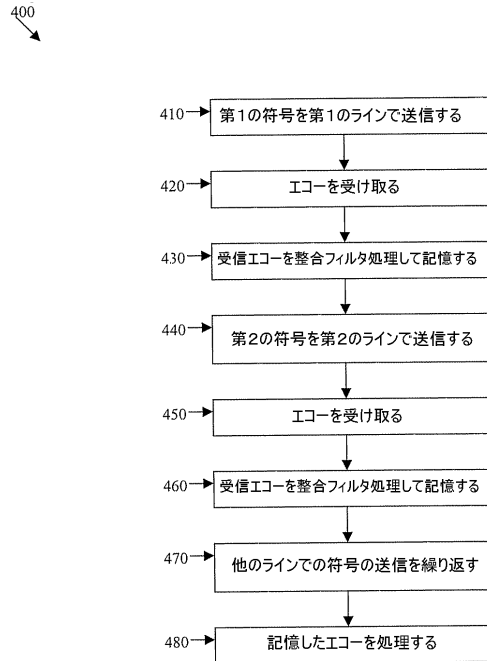 400
410 第1の符号を第1のラインで送信する
420 エコーを受け取る
430 受信エコーを整合フィルタ処理して記憶する
440 第2の符号を第2のラインで送信する
450 エコーを受け取る
460 受信エコーを整合フィルタ処理して記憶する
470 他のラインでの符号の送信を繰り返す
480 記憶したエコーを処理する